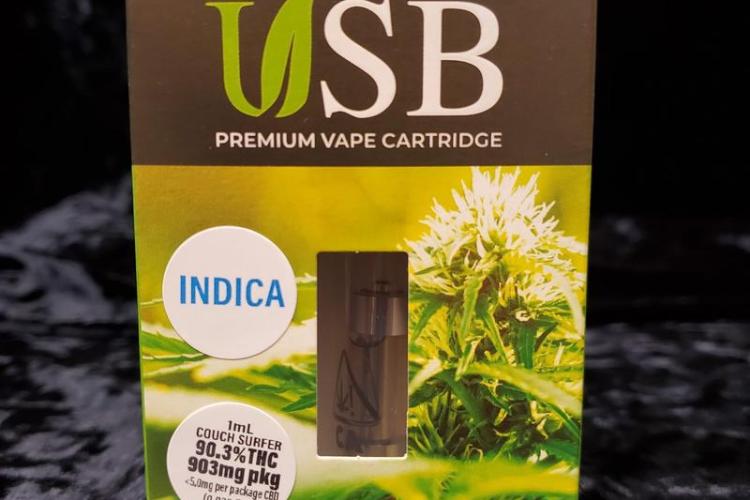 USB
PREMIUM VAPE CARTRIDGE
INDICA
1mL
COUCH SURFER
90.3%THC
903mg pkg
<5.0mg per package CBD